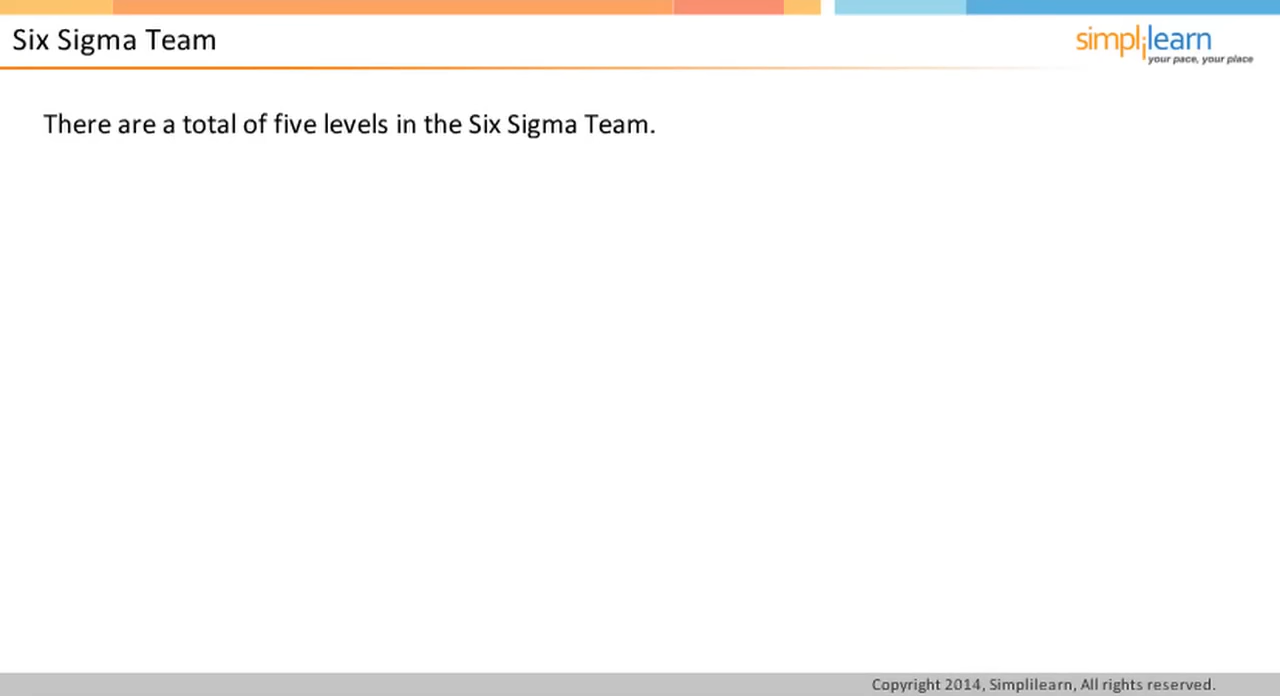 Six Sigma Team
simplilearn
your pace, your place
There are a total of five levels in the Six Sigma Team.
Copyright 2014, Simplilearn, All rights reserved.